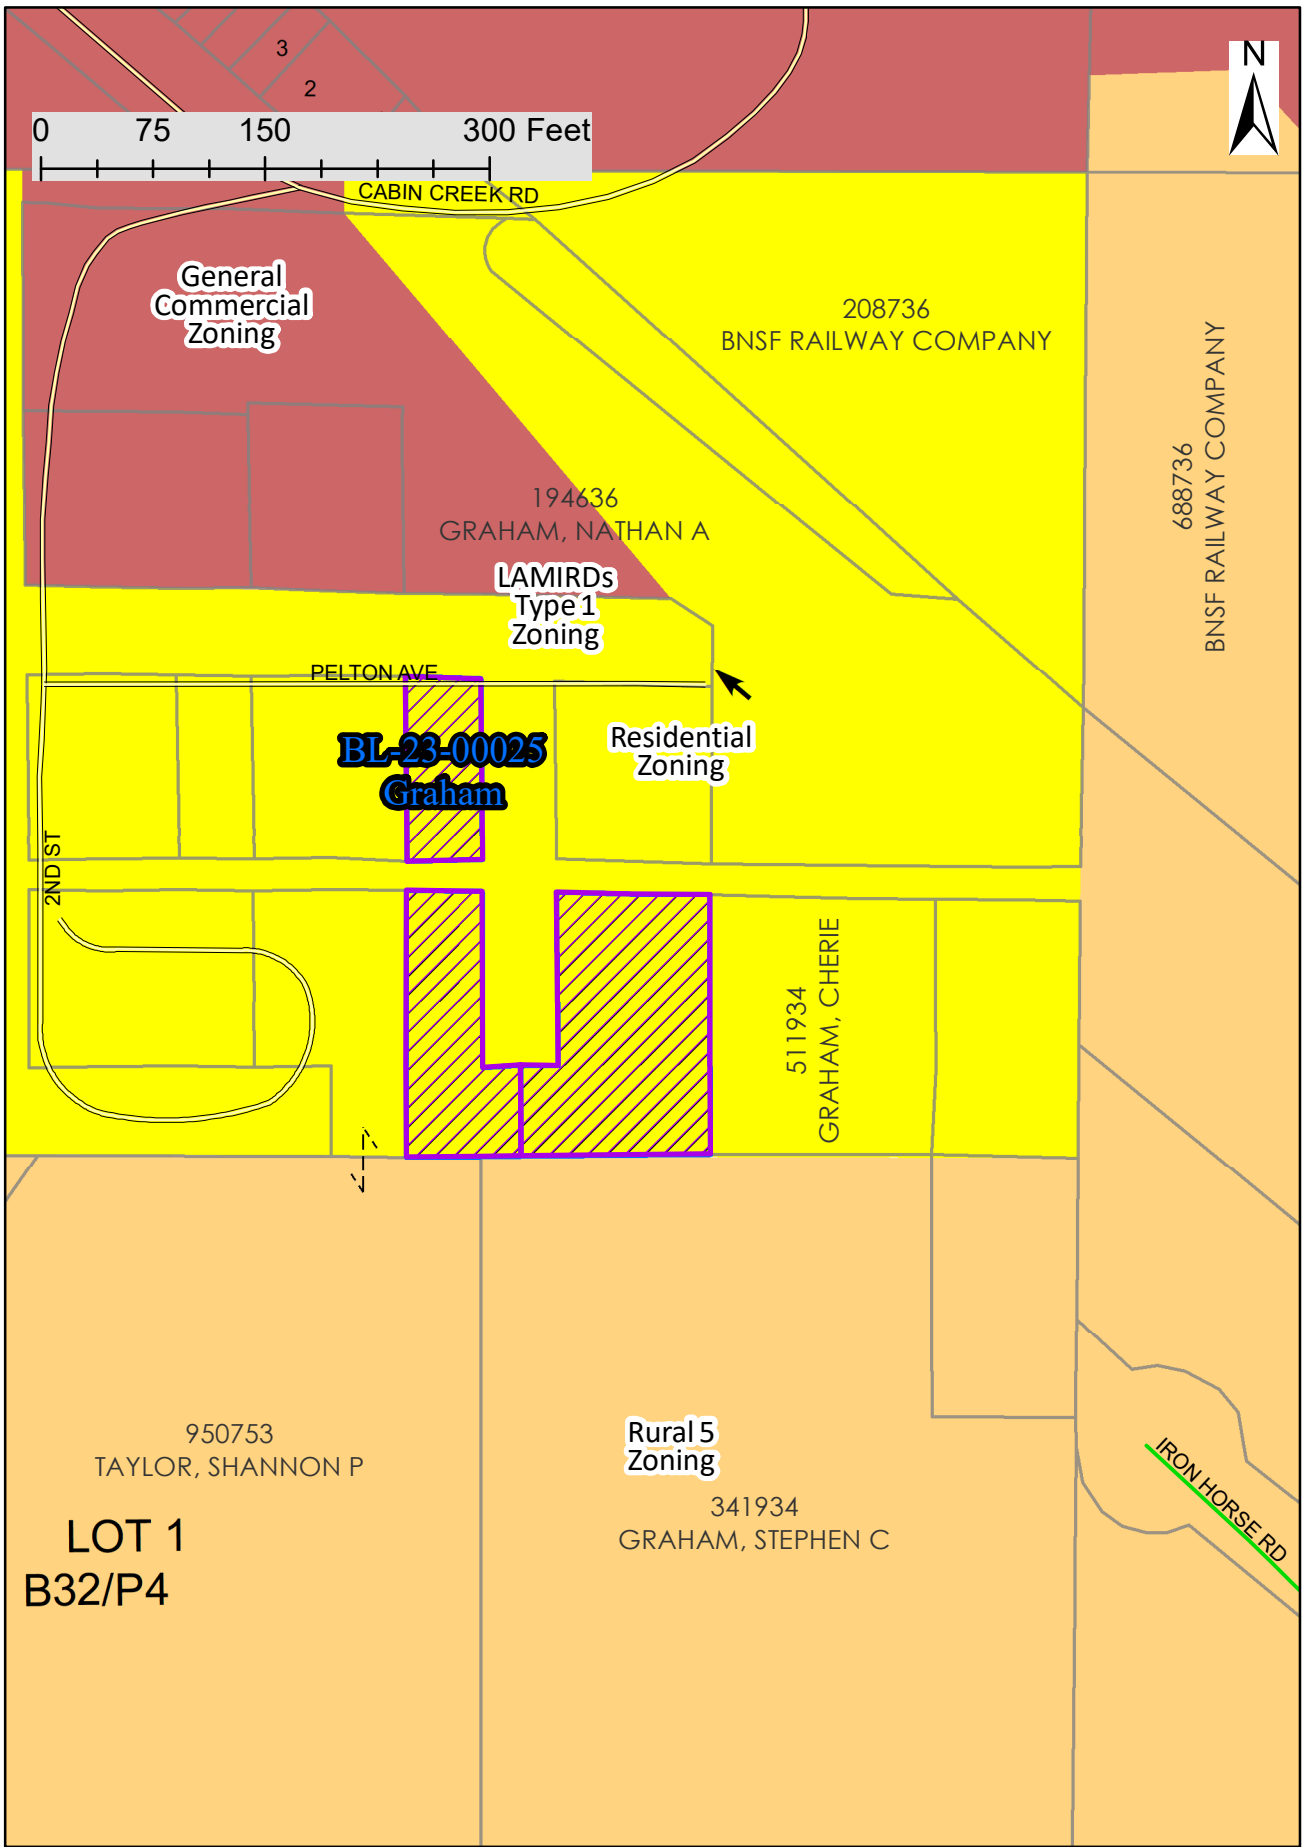 3
2
N
0 75 150 300 Feet
CABIN CREEK RD
General
Commercial
Zoning
208736
BNSF RAILWAY COMPANY
688736
BNSF RAILWAY COMPANY
194636
GRAHAM, NATHAN A
LAMIRDs
Type 1
Zoning
PELTON AVE
BL-23-00025
Graham
Residential
Zoning
2ND ST
511934
GRAHAM, CHERIE
950753
TAYLOR, SHANNON P
LOT 1
B32/P4
Rural 5
Zoning
341934
GRAHAM, STEPHEN C
IRON HORSE RD